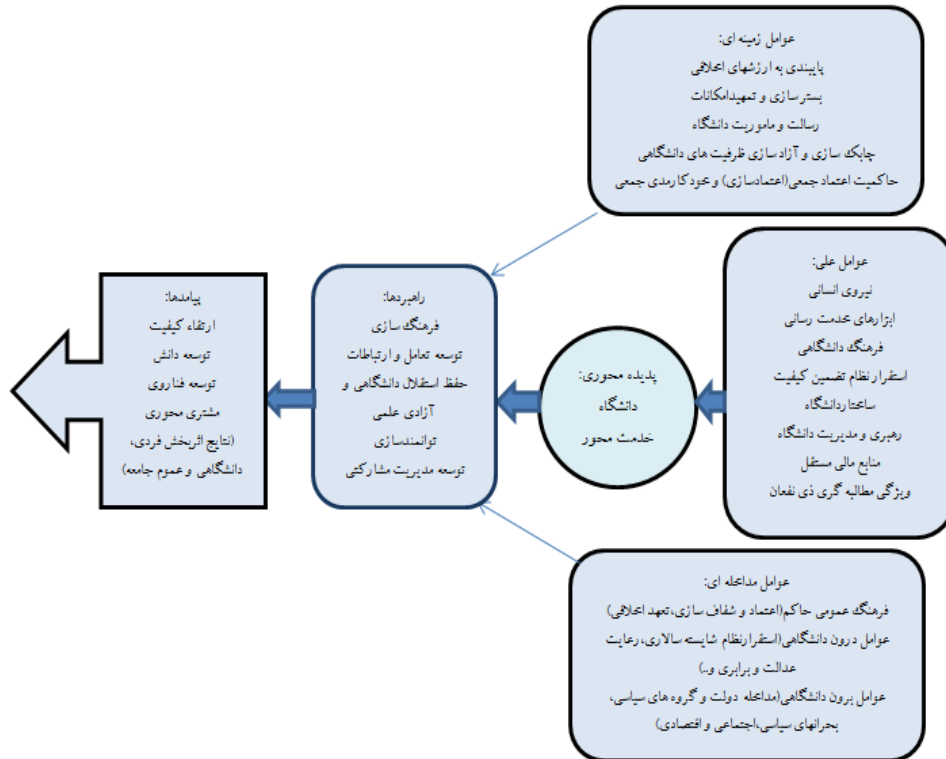 عوامل زمینه ای:
پایبندی به ارزشهای اخلاقی
بستر سازی و تمهیدامکانات
رسالت و ماموریت دانشگاه
چابک سازی و آزاد سازی ظرفیت های دانشگاهی
حاکمیت اعتماد جمعی(اعتمادسازی) و خود کارمدی جمعی
عوامل علی:
نیروی انسانی
ابزارهای خدمت رسانی
فرهنگ دانشگاهی
استقرار نظام تضمین کیفیت
ساختاردانشگاه
رهبری و مدیریت دانشگاه
منابع مالی مستقل
ویژگی مطالبه گری ذی نفعان
پدیده محوری:
دانشگاه
خدمت محور
راهبردها:
فرهنگ سازی
توسعه تعامل و ارتباطات
حفظ استقلال دانشگاهی و
آزادی علمی
توانمندسازی
توسعه مدیریت مشارکتی
پیامدها:
ارتقاء کیفیت
توسعه دانش
توسعه فناروی
مشتری محوری
(نتایج اثربخش فردی،
دانشگاهی و عموم جامعه)
عوامل مداخله ای:
فرهنگ عمومی حاکم(اعتماد و شفاف سازی،تعهد اخلاقی)
عوامل درون دانشگاهی(استقرارنظام شایسته سالاری، رعایت
عدالت و برابری و..)
عوامل برون دانشگاهی(مداخله دولت و گروه های سیاسی،
بحرانهای سیاسی،اجتماعی و اقتصادی)